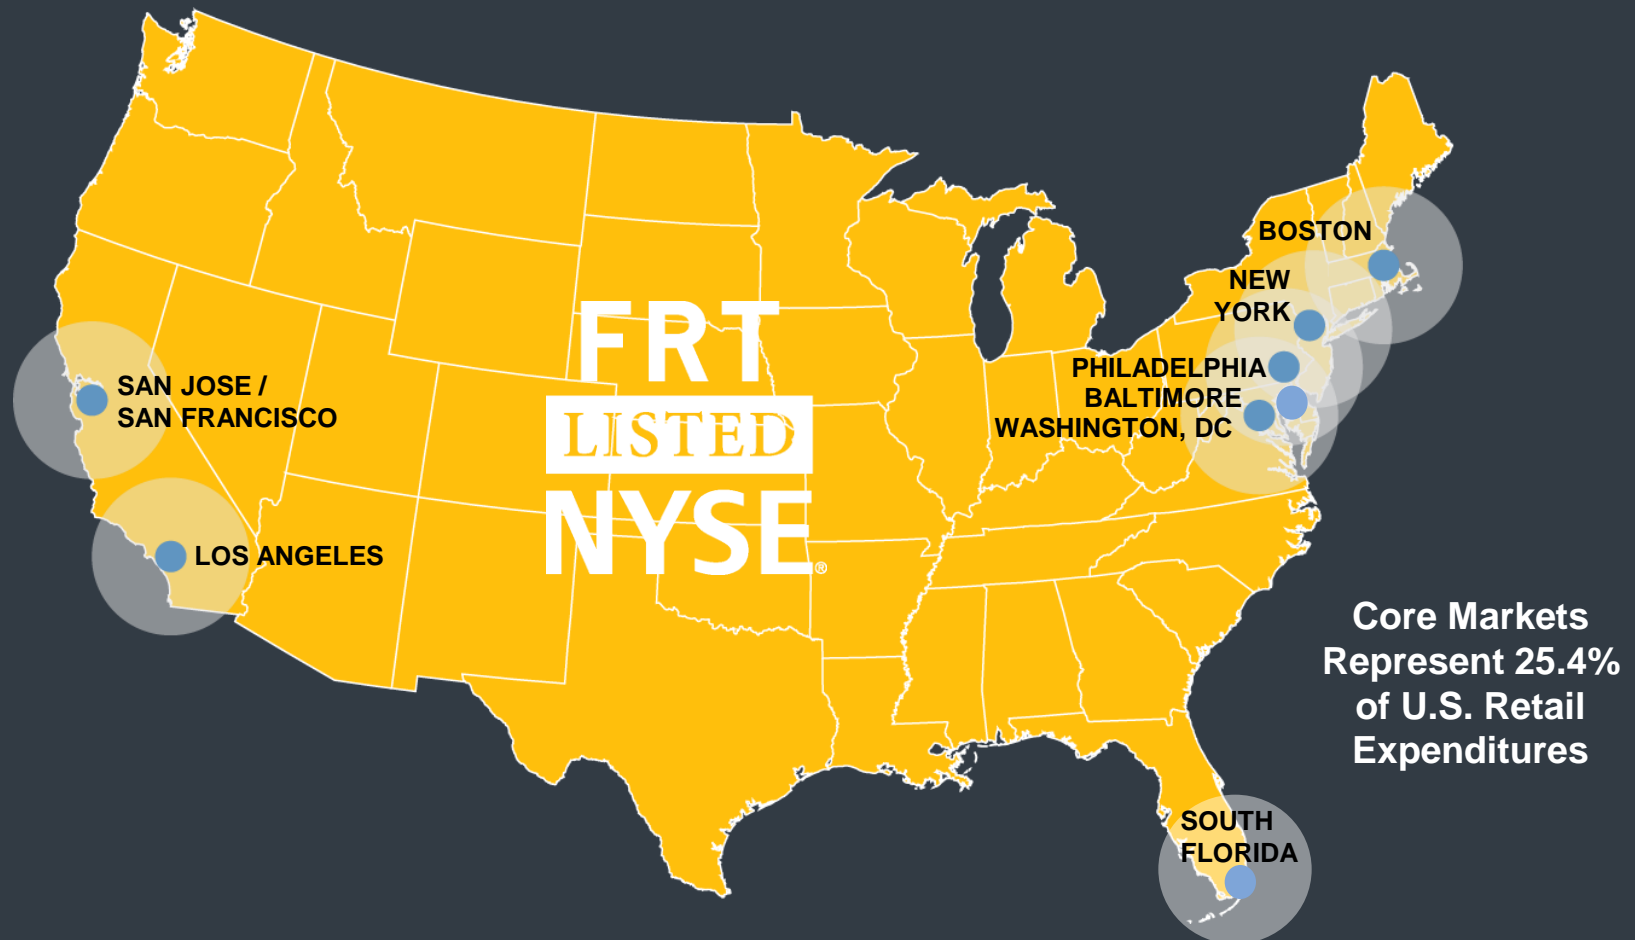 BOSTON
NEW
YORK
PHILADELPHIA
BALTIMORE
WASHINGTON, DC
SAN JOSE /
SAN FRANCISCO
LOS ANGELES
FRT
LISTED
NYSE®
Core Markets
Represent 25.4%
of U.S. Retail
Expenditures
SOUTH
FLORIDA